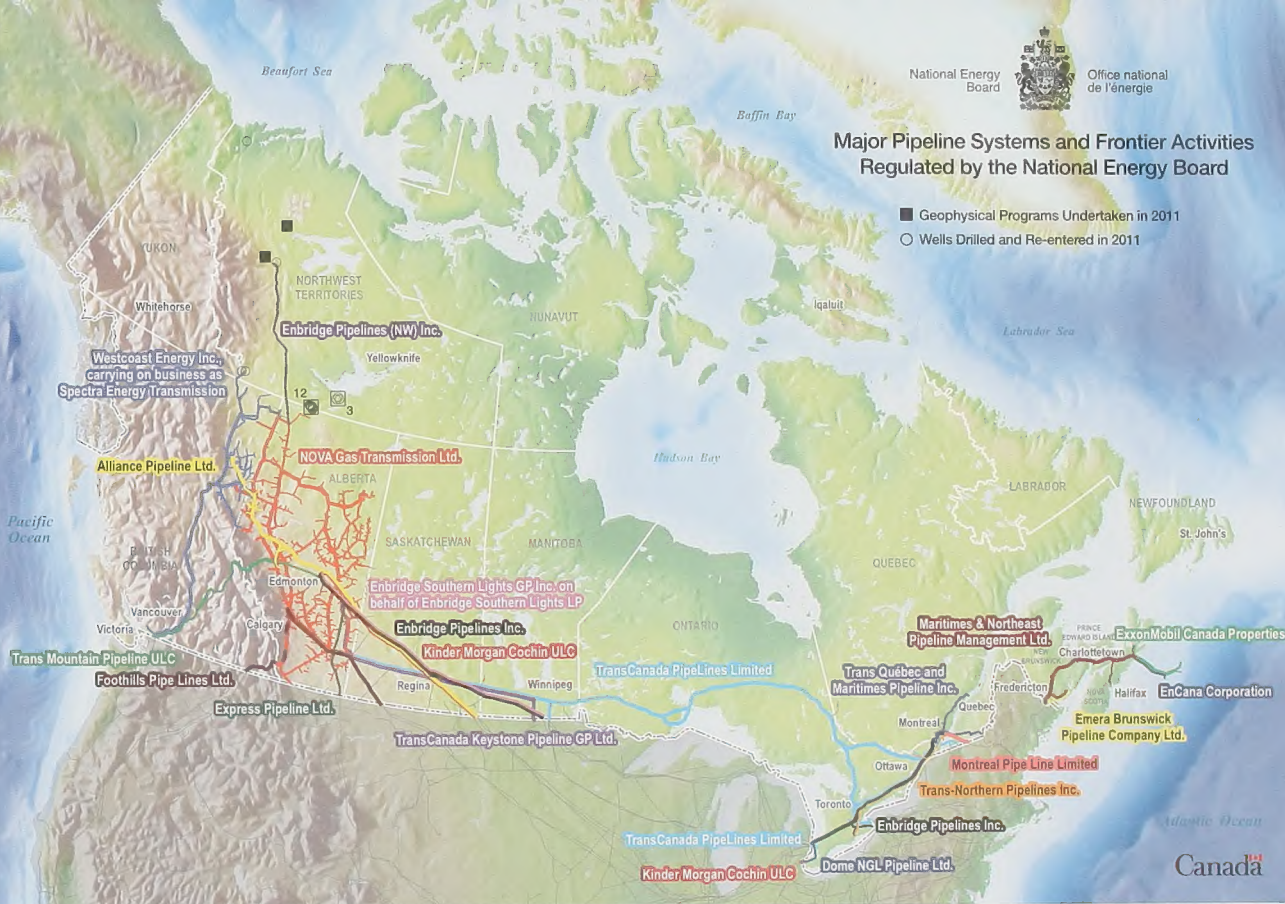 National Energy
Board
Office national
de l'énergie
Major Pipeline Systems and Frontier Activities
Regulated by the National Energy Board
Geophysical Programs Undertaken in 2011
Wells Drilled and Re-entered in 2011
Beaufort Sea
Baffin Bay
YUKON
NORTHWEST
TERRITORIES
Whitehorse
NUNAVUT
Iqaluit
Labrador Sea
Enbridge Pipelines (NW) Inc.
Westcoast Energy Inc.,
carrying on business as
Spectra Energy Transmission
Yellowknife
12
3
Alliance Pipeline Ltd.
NOVA Gas Transmission Ltd.
Hudson Bay
ALBERTA
LABRADOR
NEWFOUNDLAND
St. John's
Pacific
Ocean
BRITISH
COLUMBIA
SASKATCHEWAN
MANITOBA
QUEBEC
Edmonton
Enbridge Southern Lights GP Inc. on
behalf of Enbridge Southern Lights LP
Vancouver
Victoria
Calgary
Enbridge Pipelines Inc.
Kinder Morgan Cochin ULC
ONTARIO
Maritimes & Northeast
Pipeline Management Ltd.
PRINCE
EDWARD ISLAND
ExxonMobil Canada Properties
Charlottetown
NEW
BRUNSWICK
Trans Mountain Pipeline ULC
Foothills Pipe Lines Ltd.
Express Pipeline Ltd.
Regina
Winnipeg
TransCanada PipeLines Limited
Trans Québec and
Maritimes Pipeline Inc.
Fredericton
NOVA
SCOTIA
Halifax
EnCana Corporation
Quebec
Montreal
Emera Brunswick
Pipeline Company Ltd.
TransCanada Keystone Pipeline GP Ltd.
Ottawa
Montreal Pipe Line Limited
Trans-Northern Pipelines Inc.
Toronto
Enbridge Pipelines Inc.
Atlantic Ocean
TransCanada PipeLines Limited
Dome NGL Pipeline Ltd.
Kinder Morgan Cochin ULC
Canada